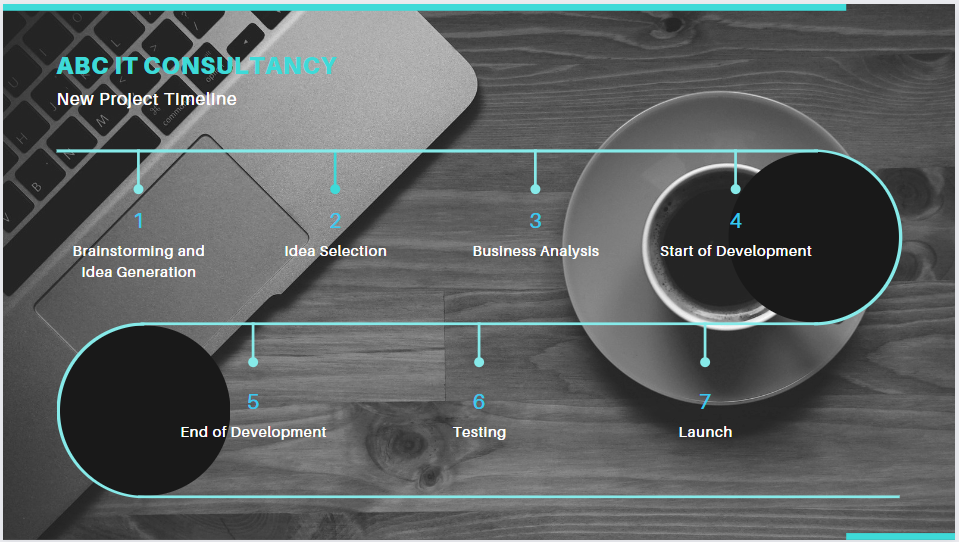 ABC IT CONSULTANCY
New Project Timeline
1
Brainstorming and
Idea Generation
2
Idea Selection
3
Business Analysis
4
Start of Development
5
End of Development
6
Testing
7
Launch